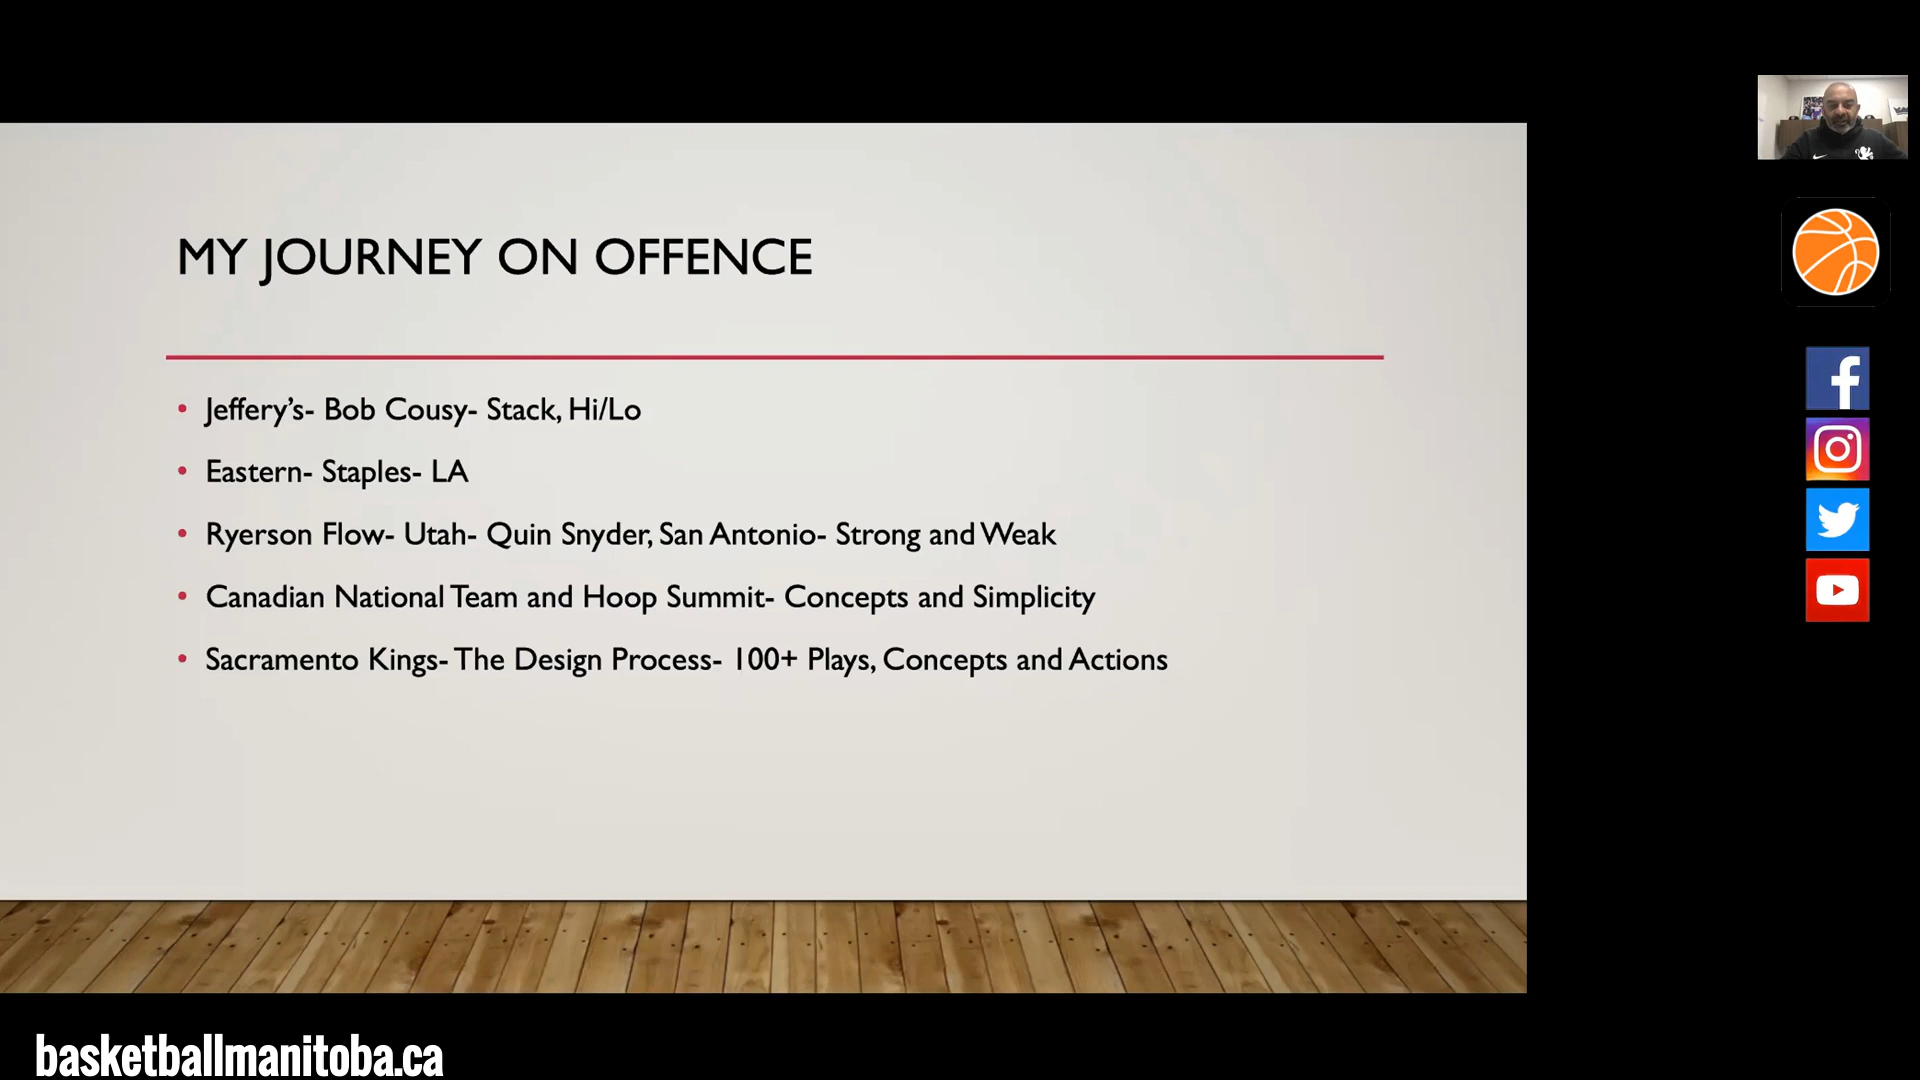 MY JOURNEY ON OFFENCE
• Jeffery's- Bob Cousy- Stack, Hi/Lo
• Eastern- Staples- LA
• Ryerson Flow- Utah- Quin Snyder, San Antonio- Strong and Weak
• Canadian National Team and Hoop Summit- Concepts and Simplicity
• Sacramento Kings- The Design Process- 100+ Plays, Concepts and Actions
basketballmanitoba.ca